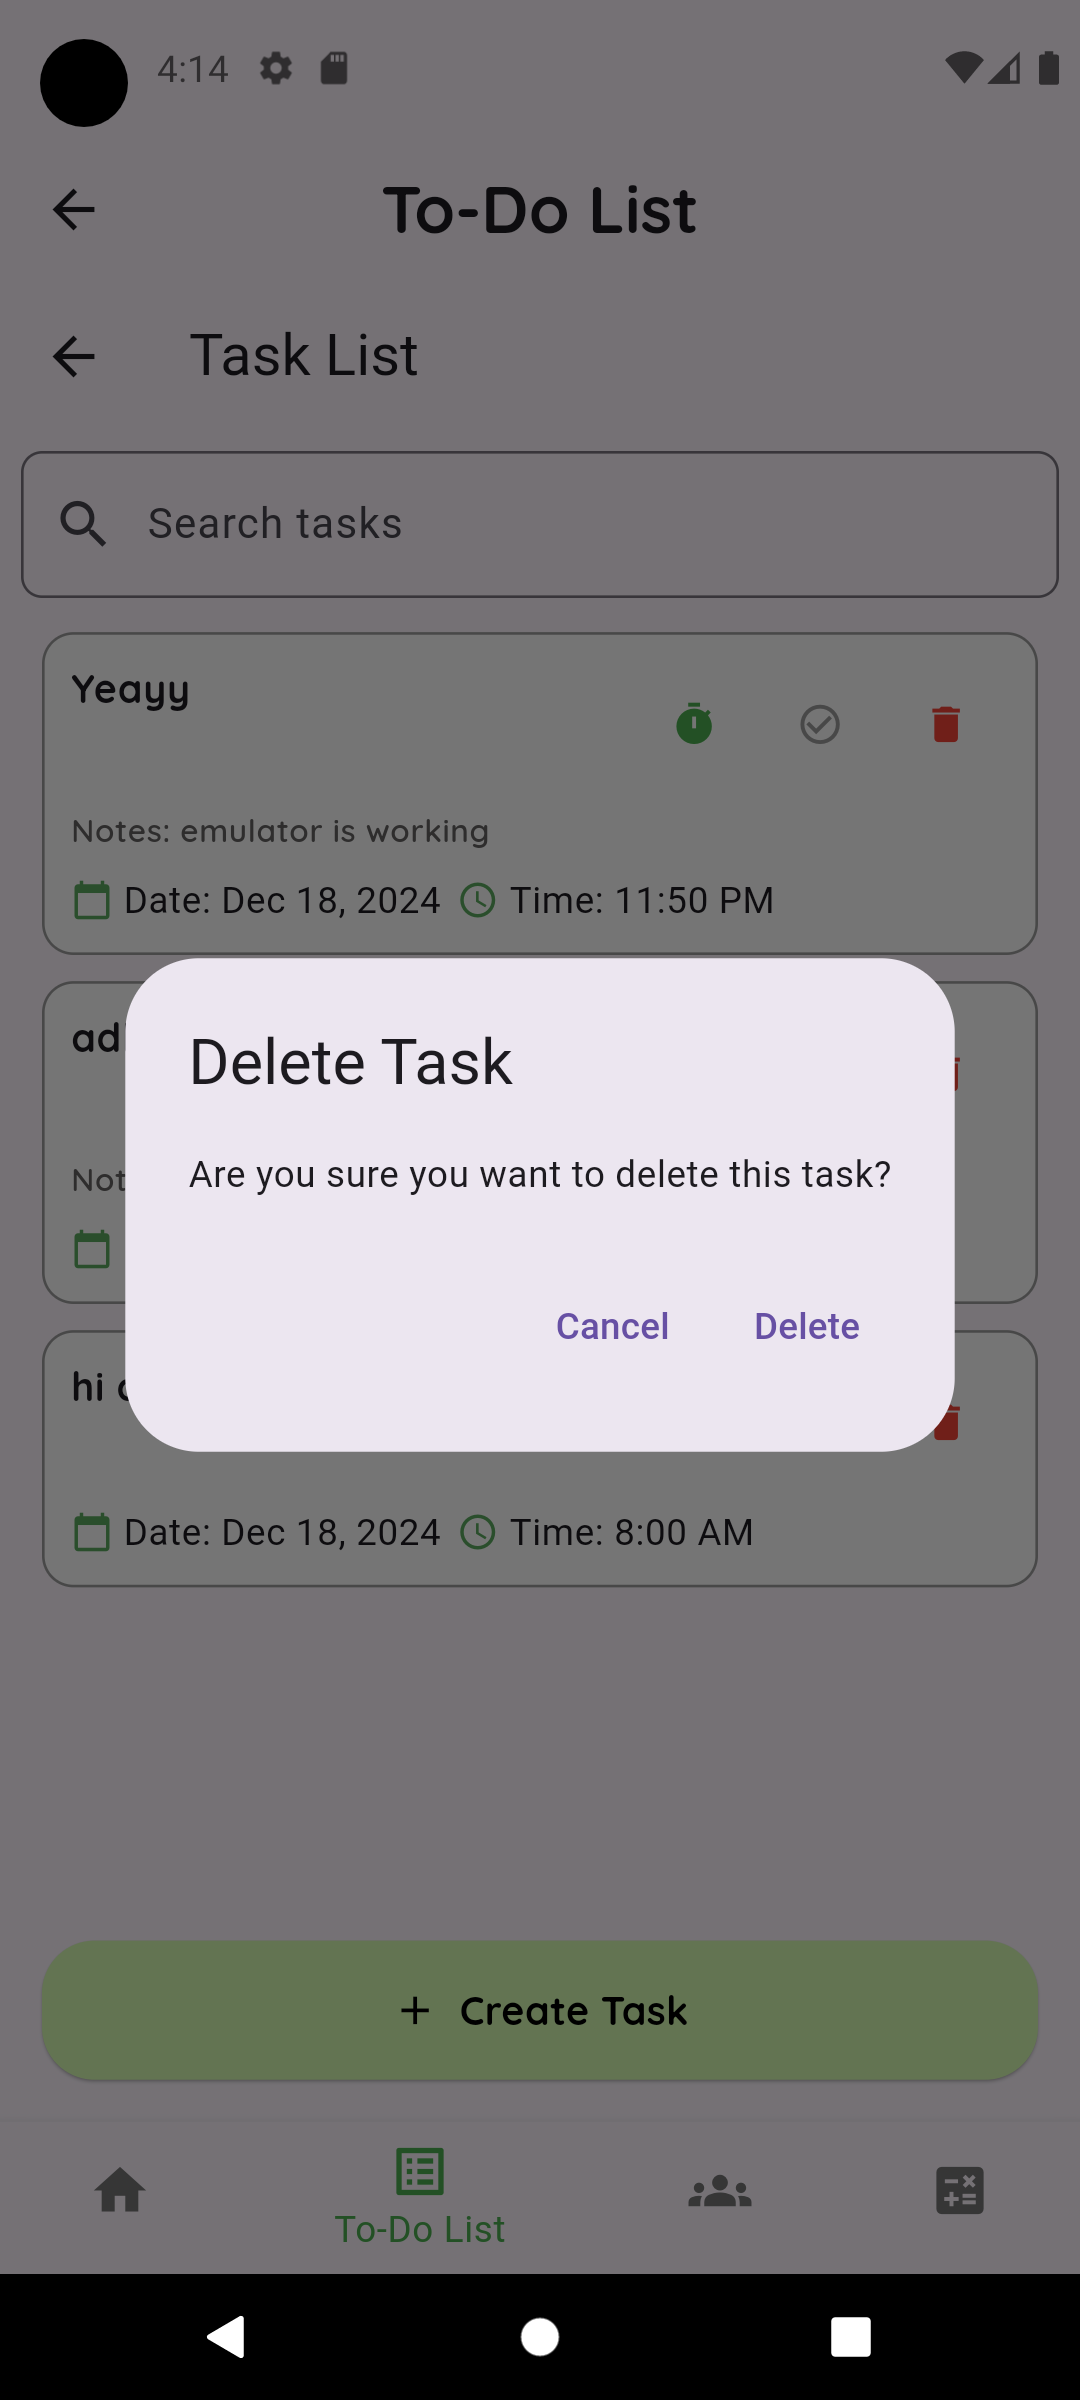 4:14
To-Do List
Task List
Search tasks
Yeayy
Notes: emulator is working
Date: Dec 18, 2024 Time: 11:50 PM
Delete Task
Are you sure you want to delete this task?
Cancel Delete
hi
Date: Dec 18, 2024 Time: 8:00 AM
+ Create Task
To-Do List